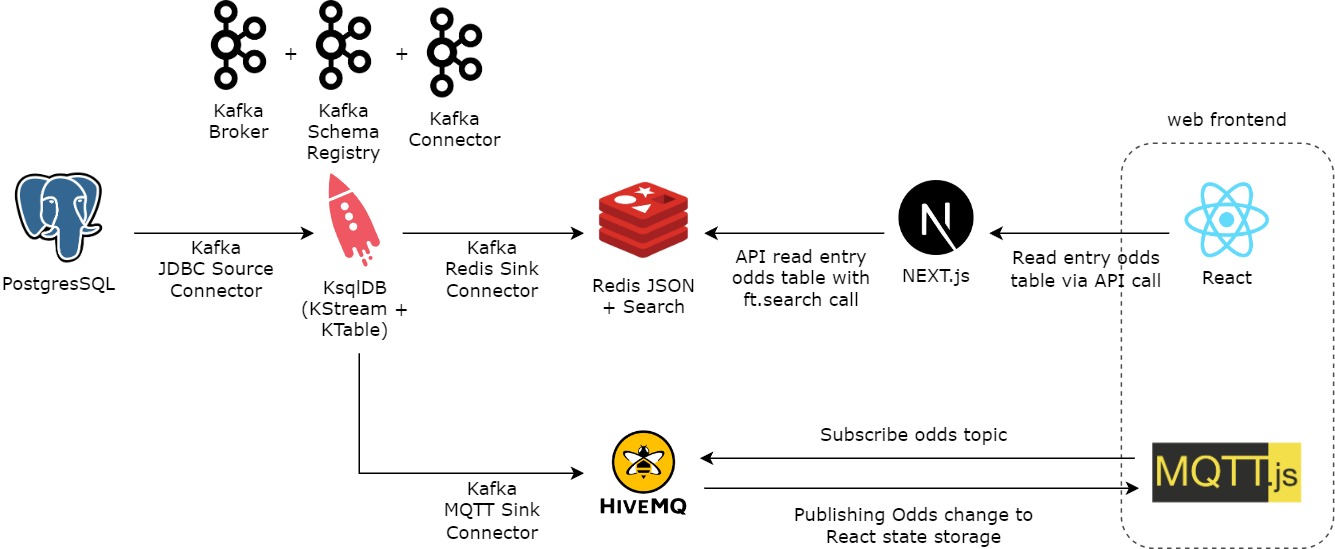 +
+
Kafka
Broker
Kafka
Schema
Registry
Kafka
Connector
web frontend
PostgresSQL
Kafka
JDBC Source
Connector
KsqlDB
(KStream +
KTable)
Kafka
Redis Sink
Connector
Redis JSON
+ Search
API read entry
odds table with
ft.search call
N
NEXT.js
Read entry odds
table via API call
React
Kafka
MQTT Sink
Connector
HIVEMQ
Subscribe odds topic
Publishing Odds change to
React state storage
MQTT.js